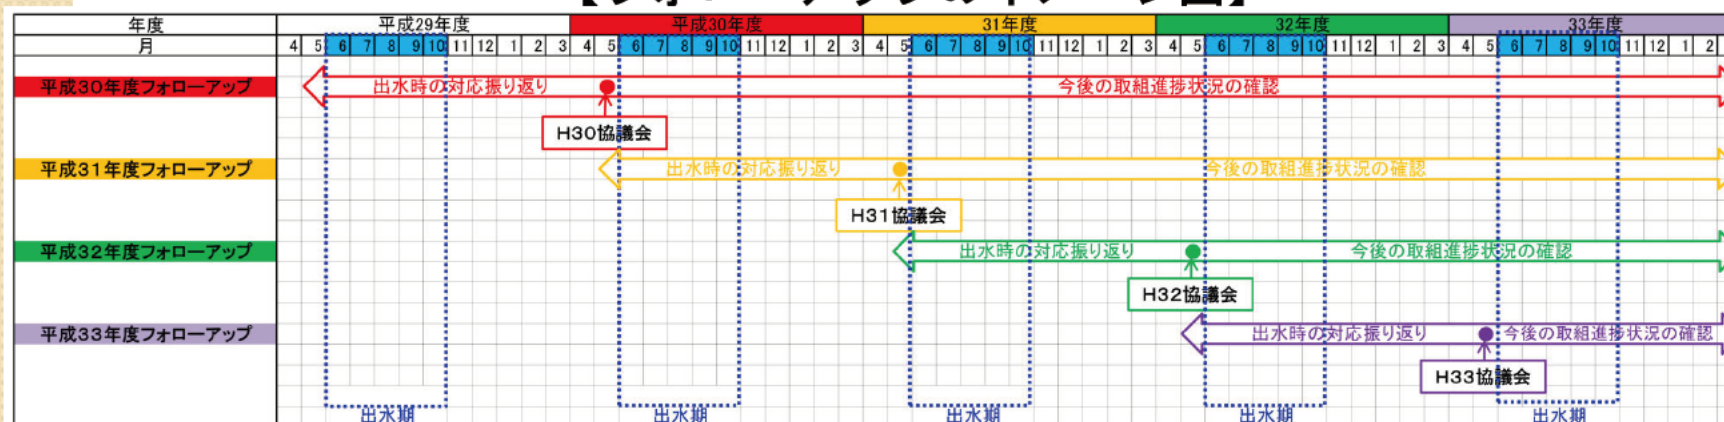 【フォローアップのイメージ図】
年度 平成29年度 平成30年度 31年度 32年度 33年度
月 4 5 6 7 8 9 10 11 12 1 2 3 4 5 6 7 8 9 10 11 12 1 2 3 4 5 6 7 8 9 10 11 12 1 2 3 4 5 6 7 8 9 10 11 12 1 2 3 4 5 6 7 8 9 10 11 12 1 2
平成30年度フォローアップ 出水時の対応振り返り 今後の取組進捗状況の確認
H30協議会
平成31年度フォローアップ 出水時の対応振り返り 今後の取組進捗状況の確認
H31協議会
平成32年度フォローアップ 出水時の対応振り返り 今後の取組進捗状況の確認
H32協議会
平成33年度フォローアップ 出水時の対応振り返り 今後の取組進捗状況の確認
H33協議会
出水期 出水期 出水期 出水期 出水期